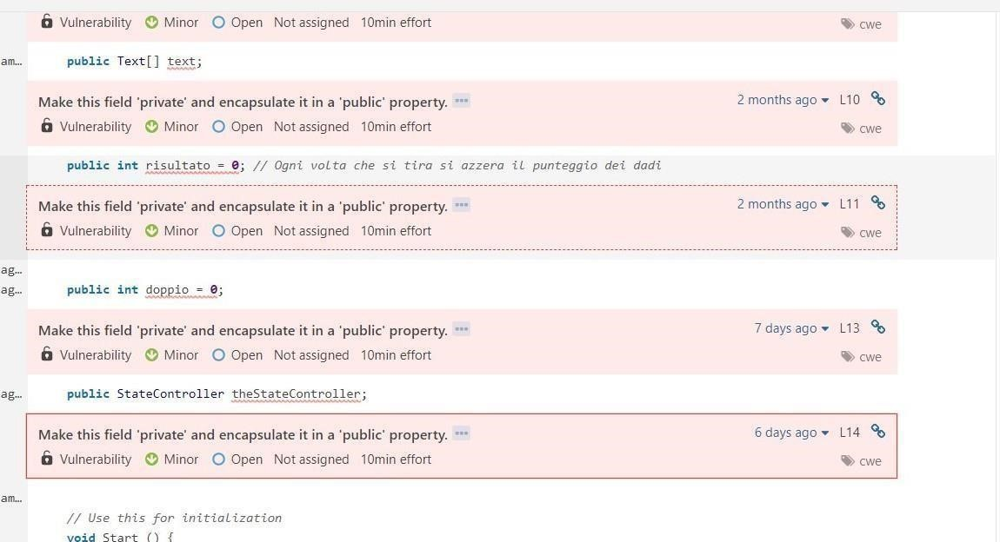 Vulnerability Minor Open Not assigned 10min effort cwe
am... public Text[] text;
Make this field 'private' and encapsulate it in a 'public' property. ... 2 months ago L10
Vulnerability Minor Open Not assigned 10min effort cwe
public int risultato = 0; // Ogni volta che si tira si azzera il punteggio dei dadi
Make this field 'private' and encapsulate it in a 'public' property. ... 2 months ago L11
Vulnerability Minor Open Not assigned 10min effort cwe
ag...
ag... public int doppio = 0;
Make this field 'private' and encapsulate it in a 'public' property. ... 7 days ago L13
Vulnerability Minor Open Not assigned 10min effort cwe
ag... public StateController theStateController;
Make this field 'private' and encapsulate it in a 'public' property. ... 6 days ago L14
Vulnerability Minor Open Not assigned 10min effort cwe
am...
// Use this for initialization
void Start () {